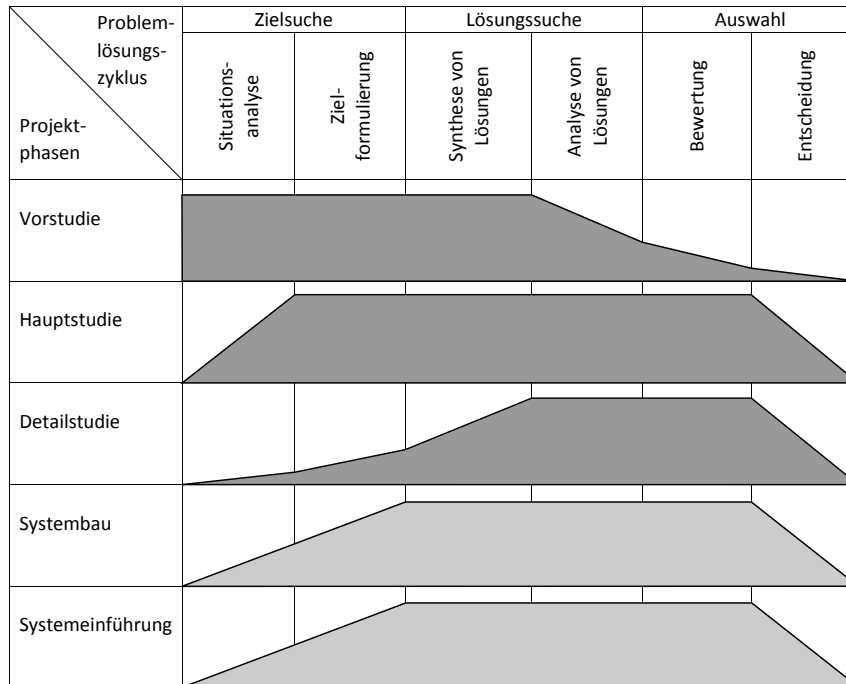 Problem-
lösungs-
zyklus
Projekt-
phasen
Zielsuche
Lösungssuche
Auswahl
Situations-
analyse
Ziel-
formulierung
Synthese von
Lösungen
Analyse von
Lösungen
Bewertung
Entscheidung
Vorstudie
Hauptstudie
Detailstudie
Systembau
Systemeinführung